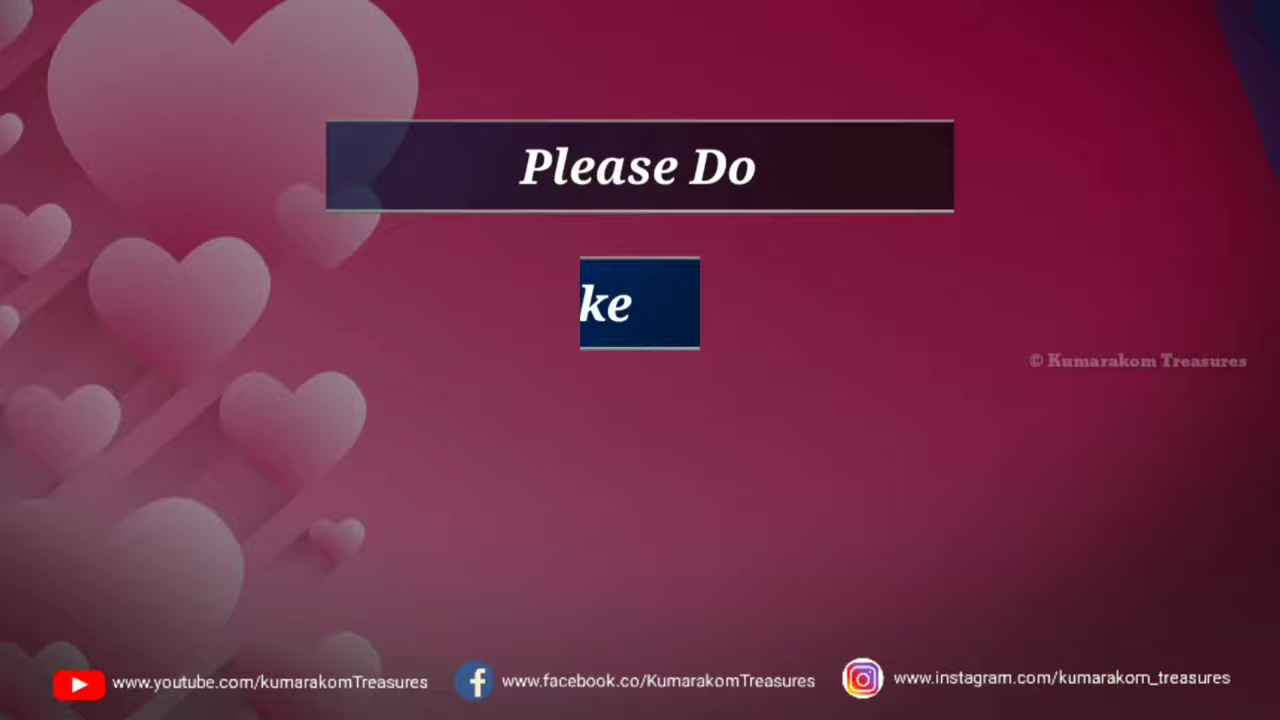 Please Do
ke
© Kumarakom Treasures
www.youtube.com/kumarakomTreasures
www.facebook.co/KumarakomTreasures
www.instagram.com/kumarakom_treasures